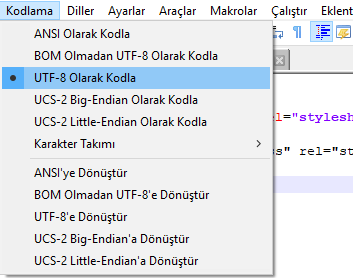 Kodlama Diller Ayarlar Araçlar Makrolar Çalıştır Eklent
ANSI Olarak Kodla
BOM Olmadan UTF-8 Olarak Kodla
UTF-8 Olarak Kodla
UCS-2 Big-Endian Olarak Kodla
UCS-2 Little-Endian Olarak Kodla
el="stylesh
Karakter Takımı
ss" rel="st
ANSI'ye Dönüştür
BOM Olmadan UTF-8'e Dönüştür
UTF-8'e Dönüştür
UCS-2 Big-Endian'a Dönüştür
UCS-2 Little-Endian'a Dönüştür